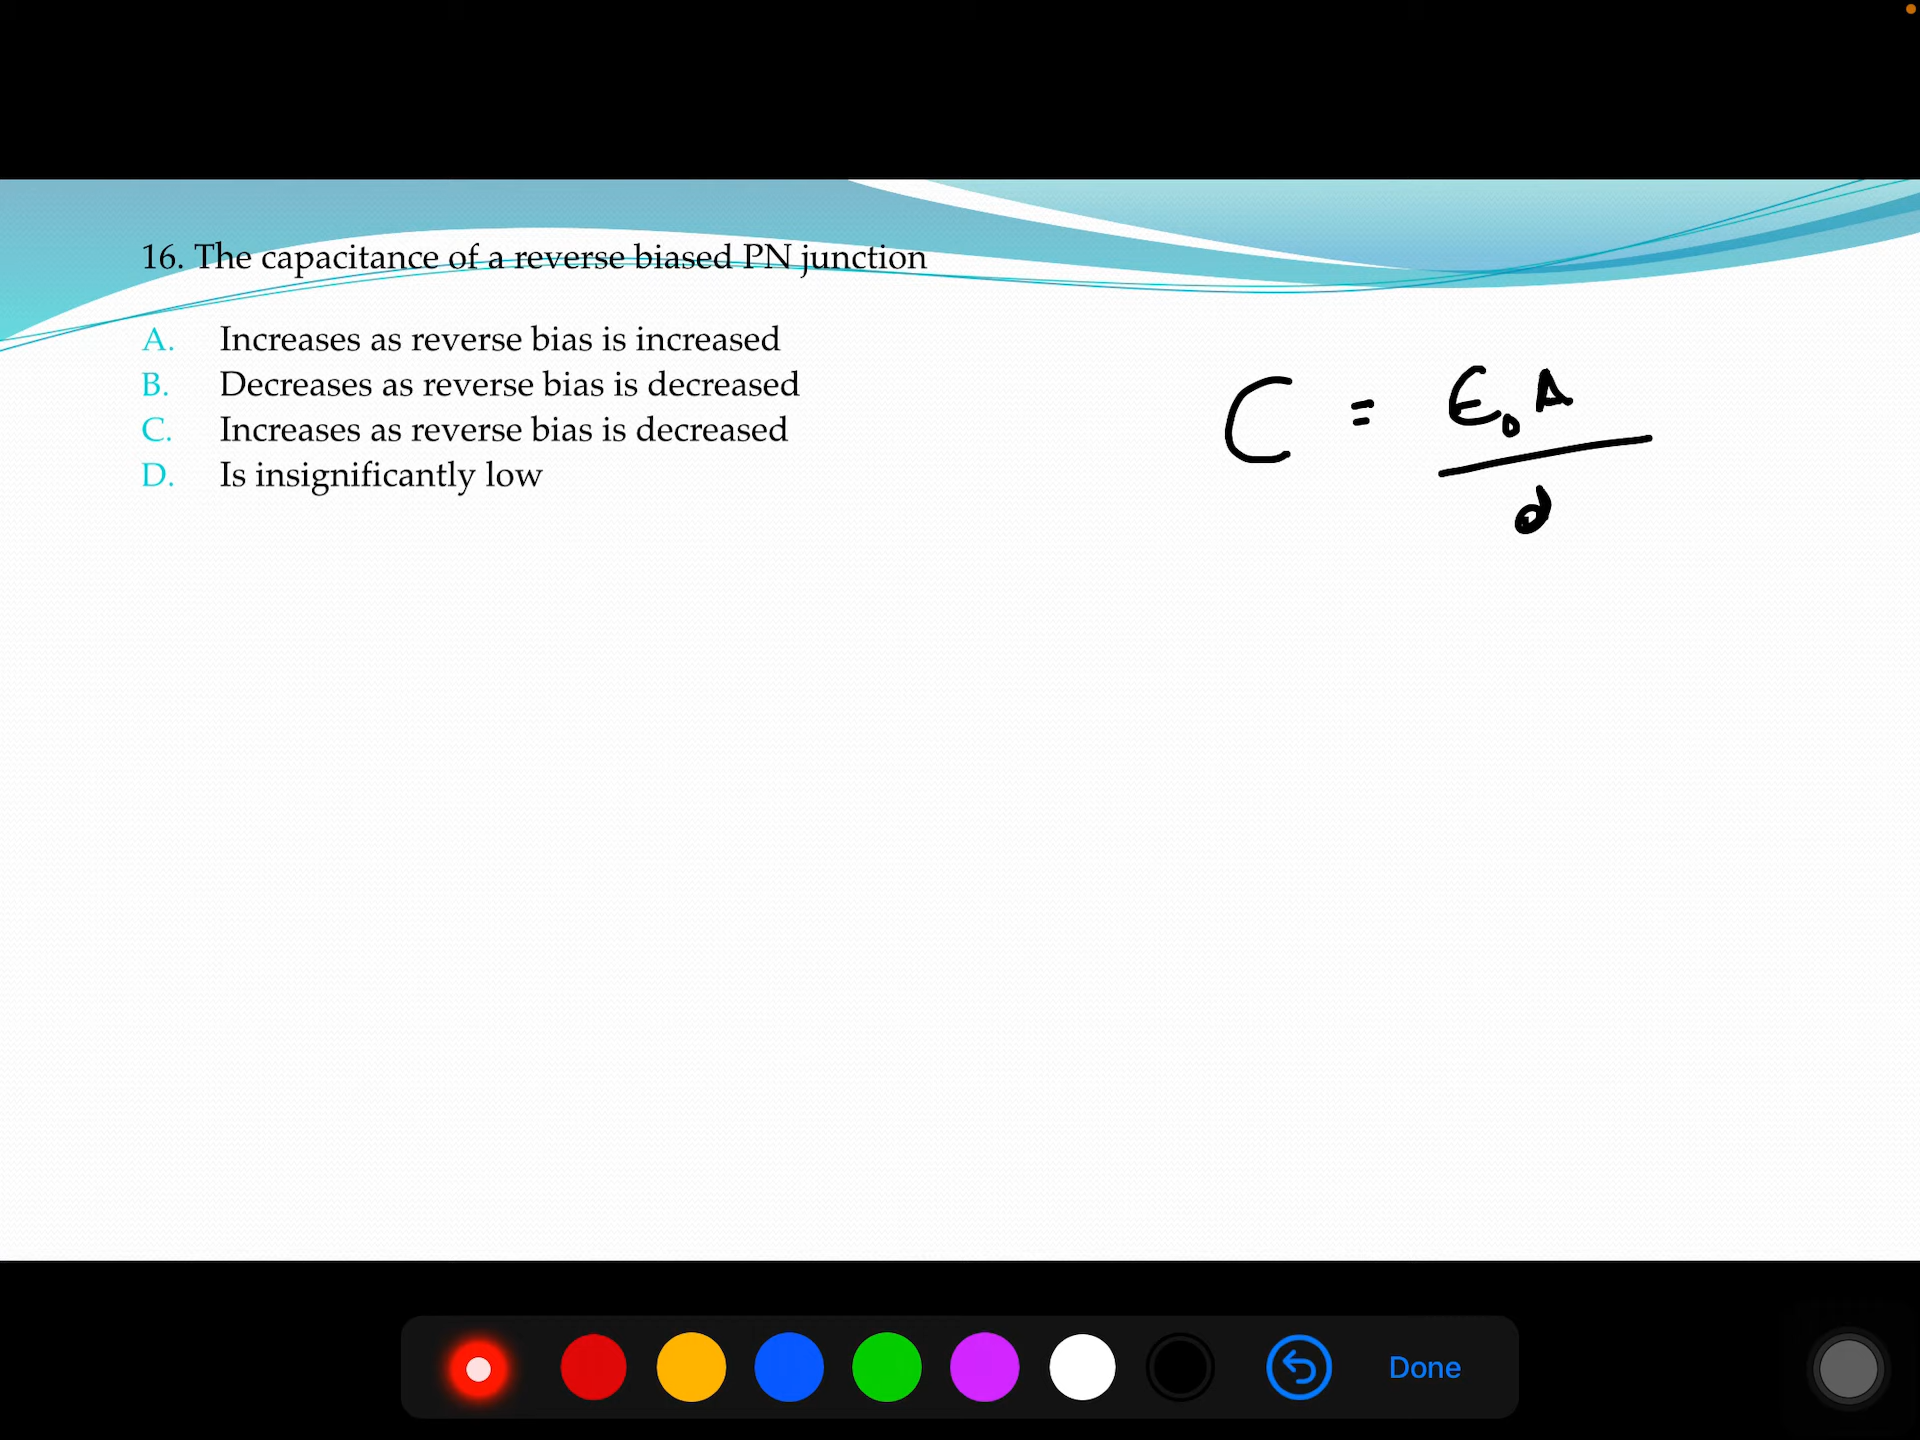 16. The capacitance of a reverse biased PN junction
A. Increases as reverse bias is increased
B. Decreases as reverse bias is decreased
C. Increases as reverse bias is decreased
D. Is insignificantly low
C = ϵ₀ A / d
Done